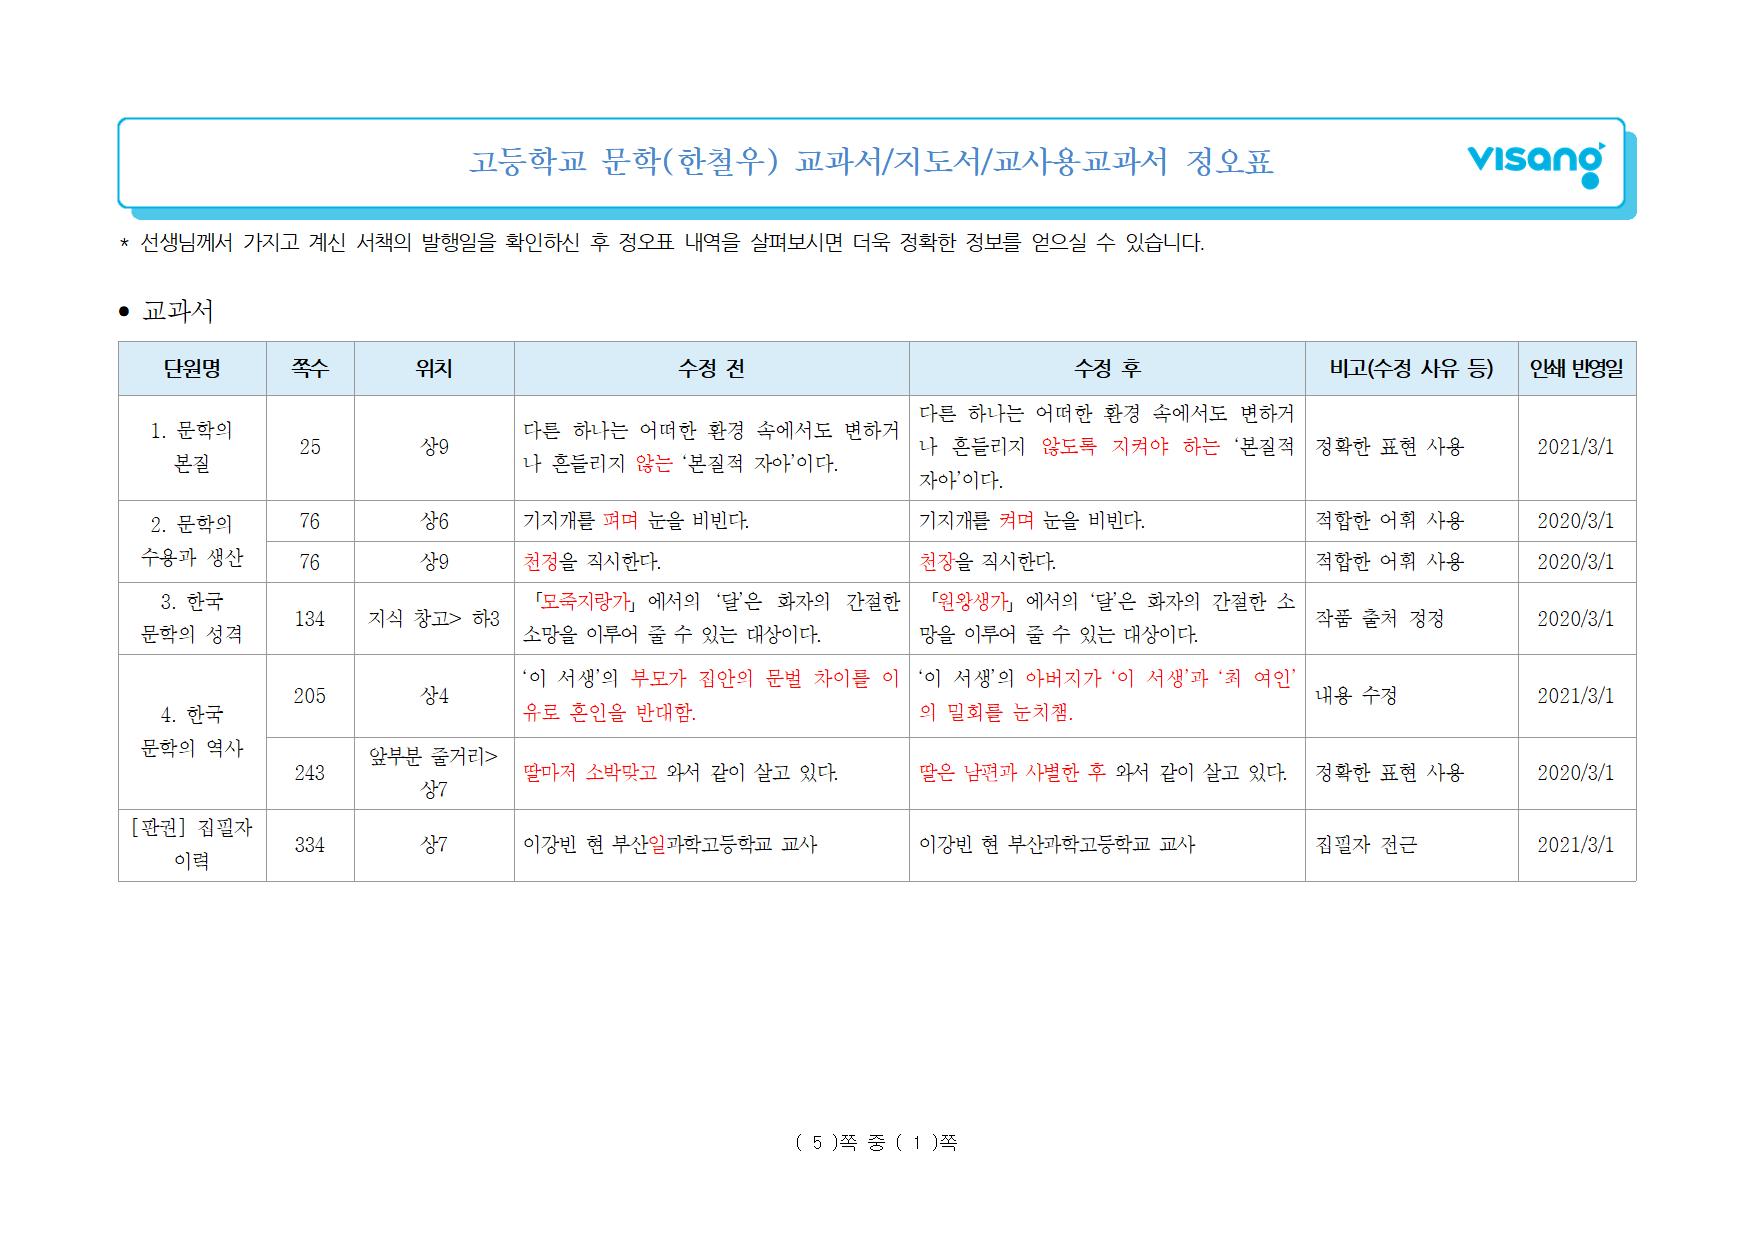 고등학교 문학(한철우) 교과서/지도서/교사용교과서 정오표
visang
* 선생님께서 가지고 계신 서책의 발행일을 확인하신 후 정오표 내역을 살펴보시면 더욱 정확한 정보를 얻으실 수 있습니다.
● 교과서
단원명 쪽수 위치 수정 전 수정 후 비고(수정 사유 등) 인쇄 반영일
1. 문학의
본질
25
상9
다른 하나는 어떠한 환경 속에서도 변하거
나 흔들리지 않는 ‘본질적 자아’이다.
다른 하나는 어떠한 환경 속에서도 변하거
나 흔들리지 않도록 지켜야 하는 ‘본질적
자아’이다.
정확한 표현 사용
2021/3/1
2. 문학의
수용과 생산
76
상6
기지개를 펴며 눈을 비빈다.
기지개를 켜며 눈을 비빈다.
적합한 어휘 사용
2020/3/1
76
상9
천정을 직시한다.
천장을 직시한다.
적합한 어휘 사용
2020/3/1
3. 한국
문학의 성격
134
지식 창고> 하3
「모죽지랑가」에서의 ‘달’은 화자의 간절한
소망을 이루어 줄 수 있는 대상이다.
「원왕생가」에서의 ‘달’은 화자의 간절한 소
망을 이루어 줄 수 있는 대상이다.
작품 출처 정정
2020/3/1
4. 한국
문학의 역사
205
상4
‘이 서생’의 부모가 집안의 문벌 차이를 이
유로 혼인을 반대함.
‘이 서생’의 아버지가 ‘이 서생’과 ‘최 여인’
의 밀회를 눈치챔.
내용 수정
2021/3/1
243
앞부분 줄거리>
상7
딸마저 소박맞고 와서 같이 살고 있다.
딸은 남편과 사별한 후 와서 같이 살고 있다.
정확한 표현 사용
2020/3/1
[판권] 집필자
이력
334
상7
이강빈 현 부산일과학고등학교 교사
이강빈 현 부산과학고등학교 교사
집필자 전근
2021/3/1
( 5 )쪽 중 ( 1 )쪽